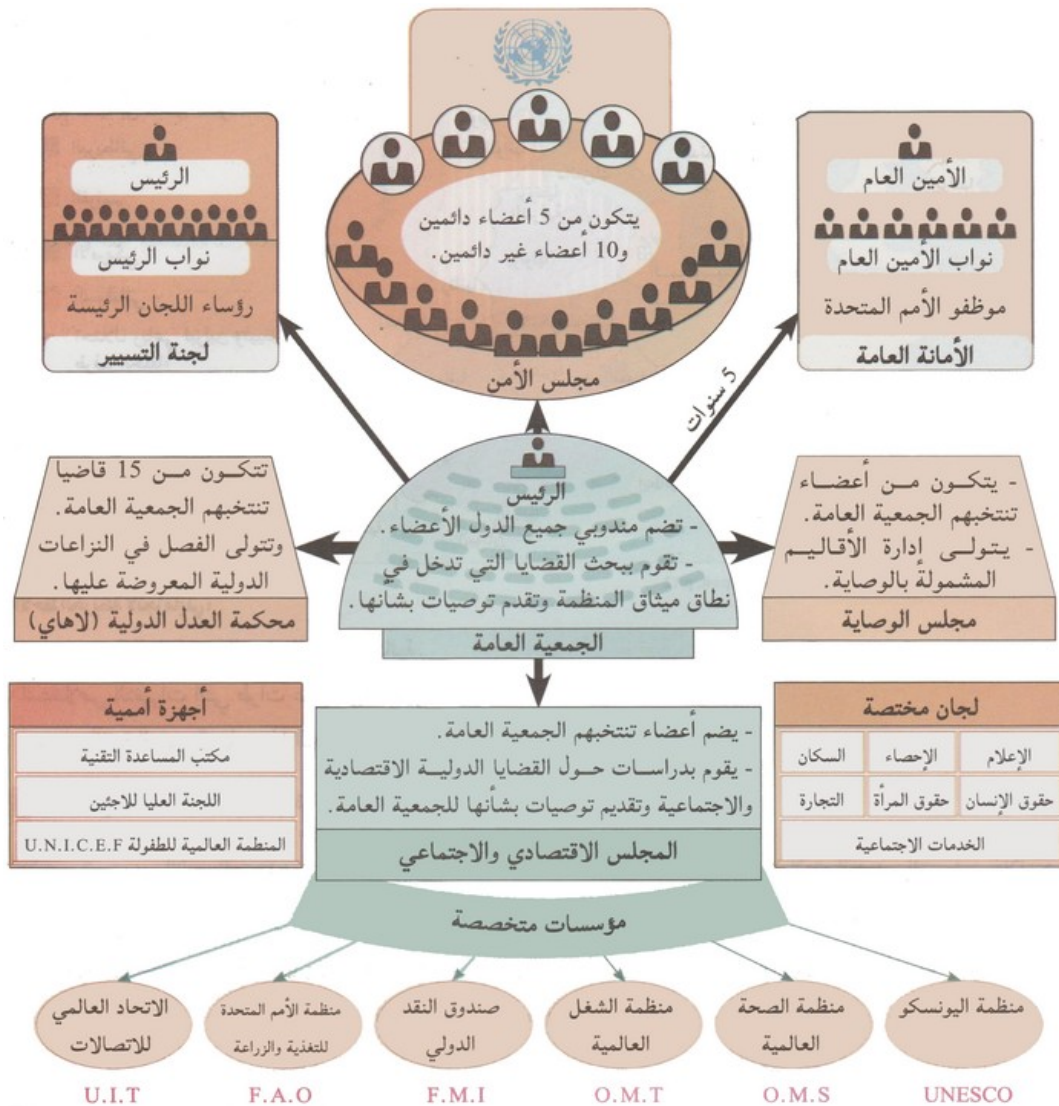 الرئيس
نواب الرئيس
رؤساء اللجان الرئيسة
لجنة التسيير
يتكون من 5 أعضاء دائمين
و10 أعضاء غير دائمين.
مجلس الأمن
الأمين العام
نواب الأمين العام
موظفو الأمم المتحدة
الأمانة العامة
5 سنوات
تتكون من 15 قاضيا
تنتخبهم الجمعية العامة.
وتتولى الفصل في النزاعات
الدولية المعروضة عليها.
محكمة العدل الدولية (لاهاي)
الرئيس
- تضم مندوبي جميع الدول الأعضاء.
- تقوم ببحث القضايا التي تدخل في
نطاق ميثاق المنظمة وتقدم توصيات بشأنها.
الجمعية العامة
- يتكون من أعضاء
تنتخبهم الجمعية العامة.
- يتولى إدارة الأقاليم
المشمولة بالوصاية.
مجلس الوصاية
أجهزة أممية
مكتب المساعدة التقنية
اللجنة العليا للاجئين
المنظمة العالمية للطفولة U.N.I.C.E.F
- يضم أعضاء تنتخبهم الجمعية العامة.
- يقوم بدراسات حول القضايا الدولية الاقتصادية
والاجتماعية وتقديم توصيات بشأنها للجمعية العامة.
المجلس الاقتصادي والاجتماعي
لجان مختصة
الإعلام
الإحصاء
السكان
حقوق الإنسان
حقوق المرأة
التجارة
الخدمات الاجتماعية
مؤسسات متخصصة
منظمة اليونسكو
UNESCO
منظمة الصحة
العالمية
O.M.S
منظمة الشغل
العالمية
O.M.T
صندوق النقد
الدولي
F.M.I
منظمة الأمم المتحدة
للتغذية والزراعة
F.A.O
الاتحاد العالمي
للاتصالات
U.I.T